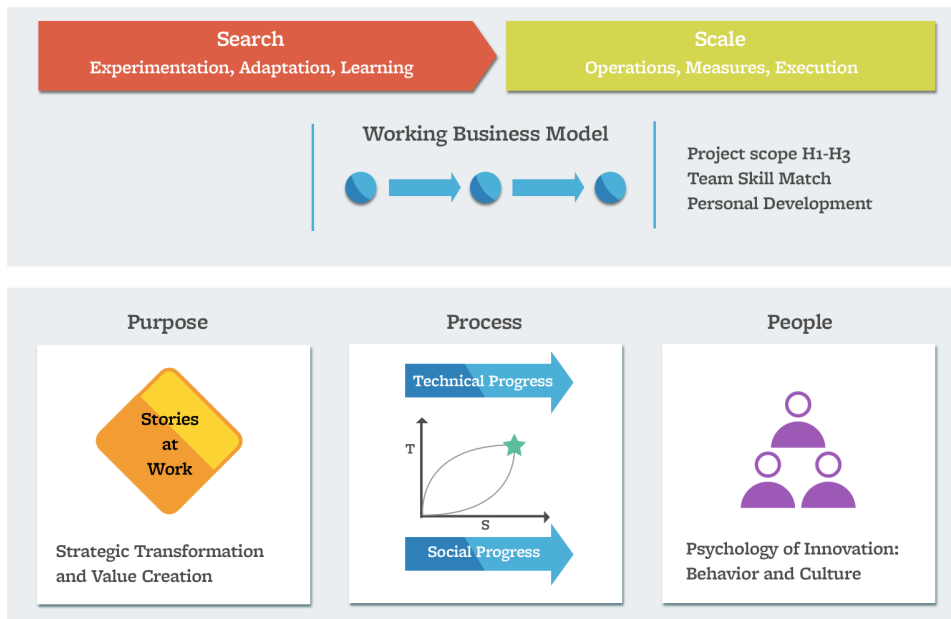 Search
Experimentation, Adaptation, Learning
Scale
Operations, Measures, Execution
Working Business Model
Project scope H1-H3
Team Skill Match
Personal Development
Purpose
Stories
at
Work
Strategic Transformation
and Value Creation
Process
Technical Progress
T
S
Social Progress
People
Psychology of Innovation:
Behavior and Culture